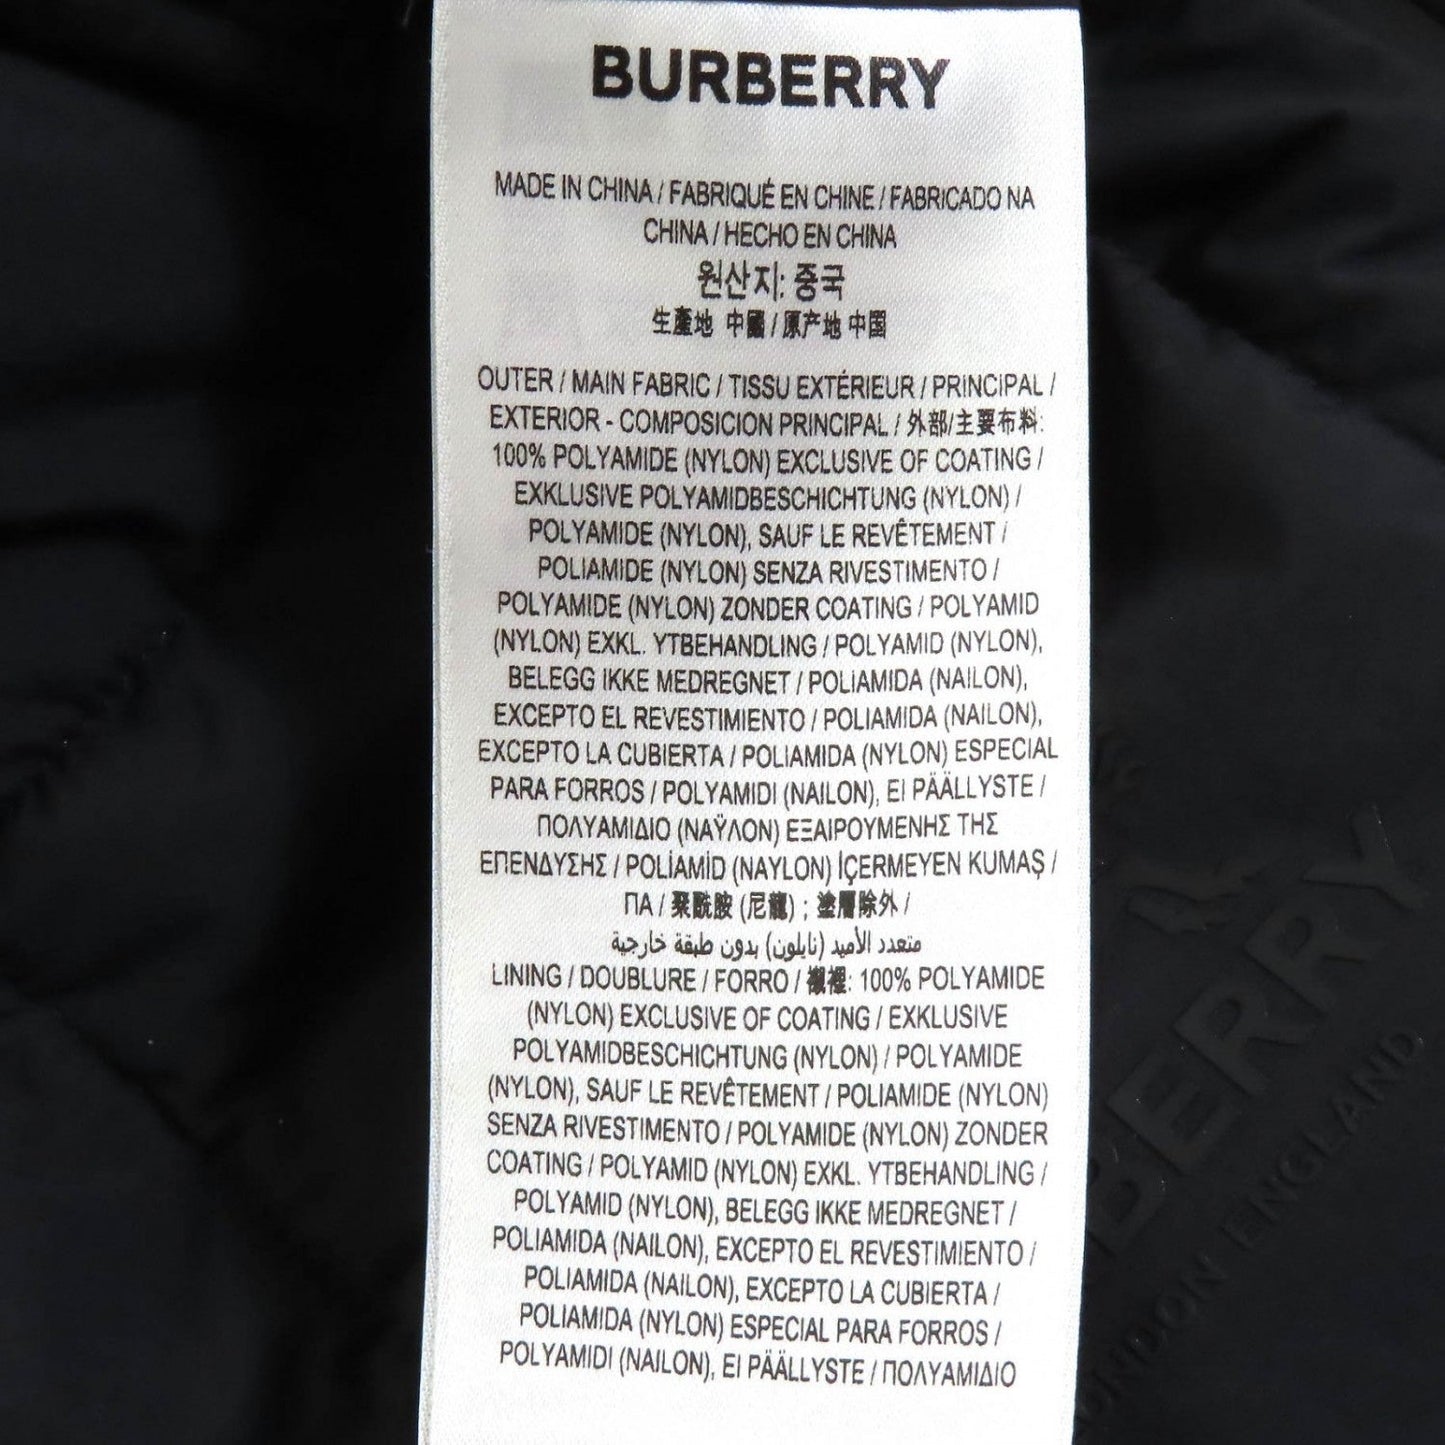 BURBERRY
MADE IN CHINA / FABRIQUÉ EN CHINE / FABRICADO NA
CHINA / HECHO EN CHINA
원산지: 중국
生產地 中國 / 原产地 中国
OUTER / MAIN FABRIC / TISSU EXTÉRIEUR / PRINCIPAL /
EXTERIOR - COMPOSICION PRINCIPAL / 外部/主要布料:
100% POLYAMIDE (NYLON) EXCLUSIVE OF COATING /
EXKLUSIVE POLYAMIDBESCHICHTUNG (NYLON) /
POLYAMIDE (NYLON), SAUF LE REVÊTEMENT /
POLIAMIDE (NYLON) SENZA RIVESTIMENTO /
POLYAMIDE (NYLON) ZONDER COATING / POLYAMID
(NYLON) EXKL. YTBEHANDLING / POLYAMID (NYLON),
BELEGG IKKE MEDREGNET / POLIAMIDA (NAILON),
EXCEPTO EL REVESTIMIENTO / POLIAMIDA (NAILON),
EXCEPTO LA CUBIERTA / POLIAMIDA (NYLON) ESPECIAL
PARA FORROS / POLYAMIDI (NAILON), EI PÄÄLLYSTE /
ΠΟΛΥΑΜΙΔΙΟ (ΝΑΫΛΟΝ) ΕΞΑΙΡΟΥΜΕΝΗΣ ΤΗΣ
ΕΠΕΝΔΥΣΗΣ / POLİAMİD (NAYLON) İÇERMEYEN KUMAŞ /
ПА / 聚酰胺 (尼龍) ; 塗層除外 /
متعدد الأميد (نايلون) بدون طبقة خارجية
LINING / DOUBLURE / FORRO / 襯裡: 100% POLYAMIDE
(NYLON) EXCLUSIVE OF COATING / EXKLUSIVE
POLYAMIDBESCHICHTUNG (NYLON) / POLYAMIDE
(NYLON), SAUF LE REVÊTEMENT / POLIAMIDE (NYLON)
SENZA RIVESTIMENTO / POLYAMIDE (NYLON) ZONDER
COATING / POLYAMID (NYLON) EXKL. YTBEHANDLING /
POLYAMID (NYLON), BELEGG IKKE MEDREGNET /
POLIAMIDA (NAILON), EXCEPTO EL REVESTIMIENTO /
POLIAMIDA (NAILON), EXCEPTO LA CUBIERTA /
POLIAMIDA (NYLON) ESPECIAL PARA FORROS /
POLYAMIDI (NAILON), EI PÄÄLLYSTE / ΠΟΛΥΑΜΙΔΙΟ
BERRY
LONDON ENGLAND